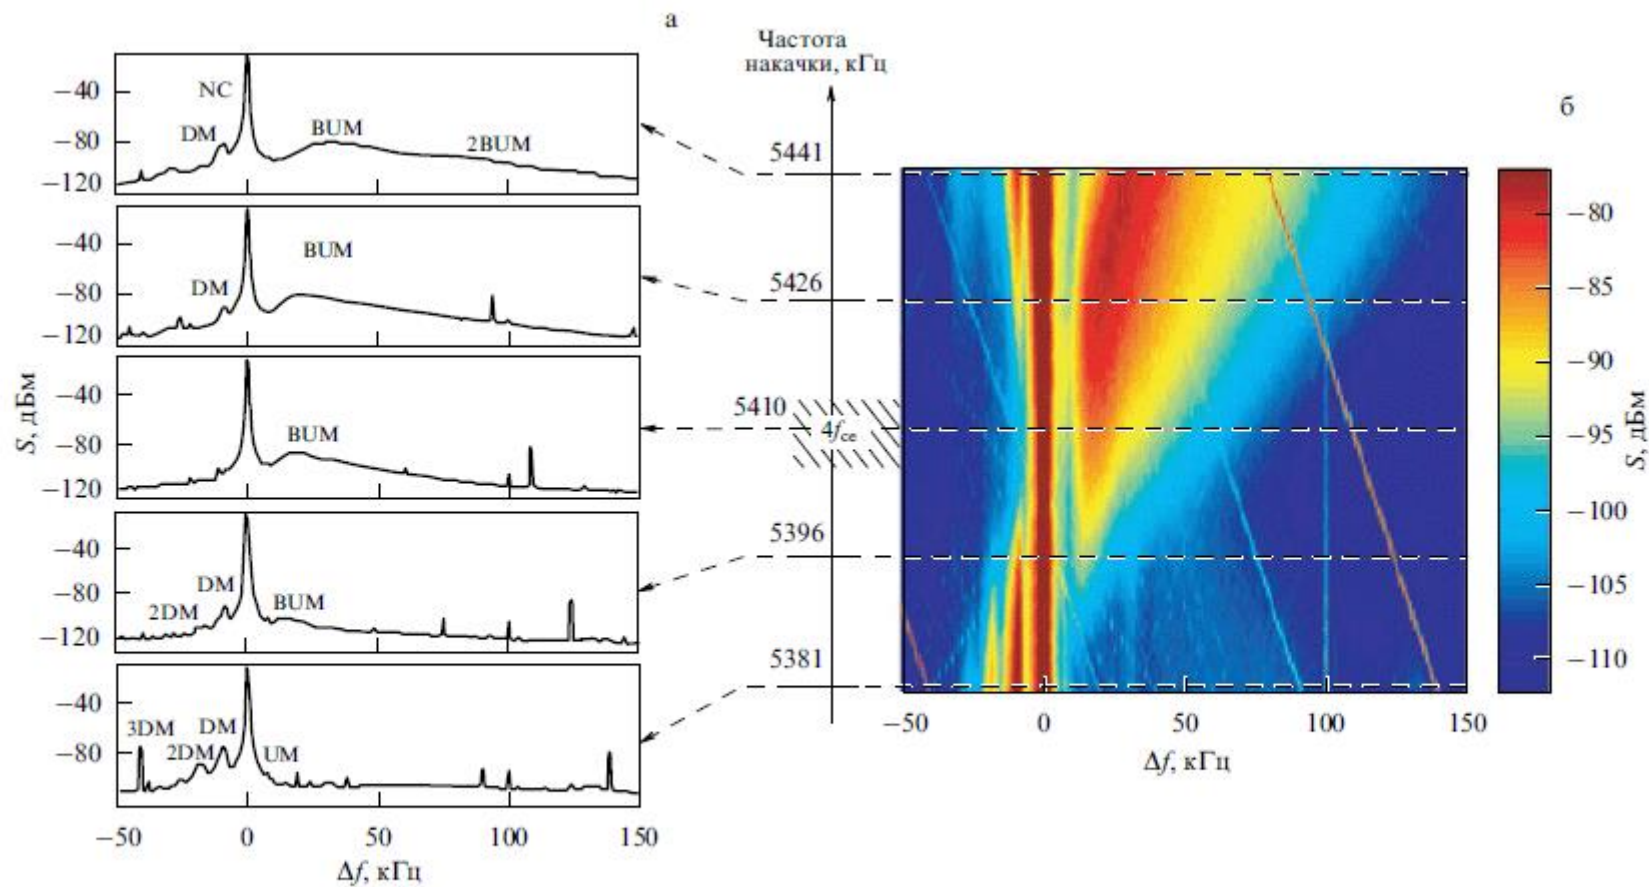 а
Частота
накачки, кГц
б
−40
−80
−120
NC
DM
BUM
2BUM
−40
−80
−120
DM
BUM
−40
−80
−120
BUM
−40
−80
−120
2DM
DM
BUM
−40
−80
3DM
2DM
DM
UM
S, дБм
−50
0
50
100
150
Δf, кГц
5441
5426
5410
4fce
5396
5381
−50
0
50
100
150
Δf, кГц
−80
−85
−90
−95
−100
−105
−110
S, дБм